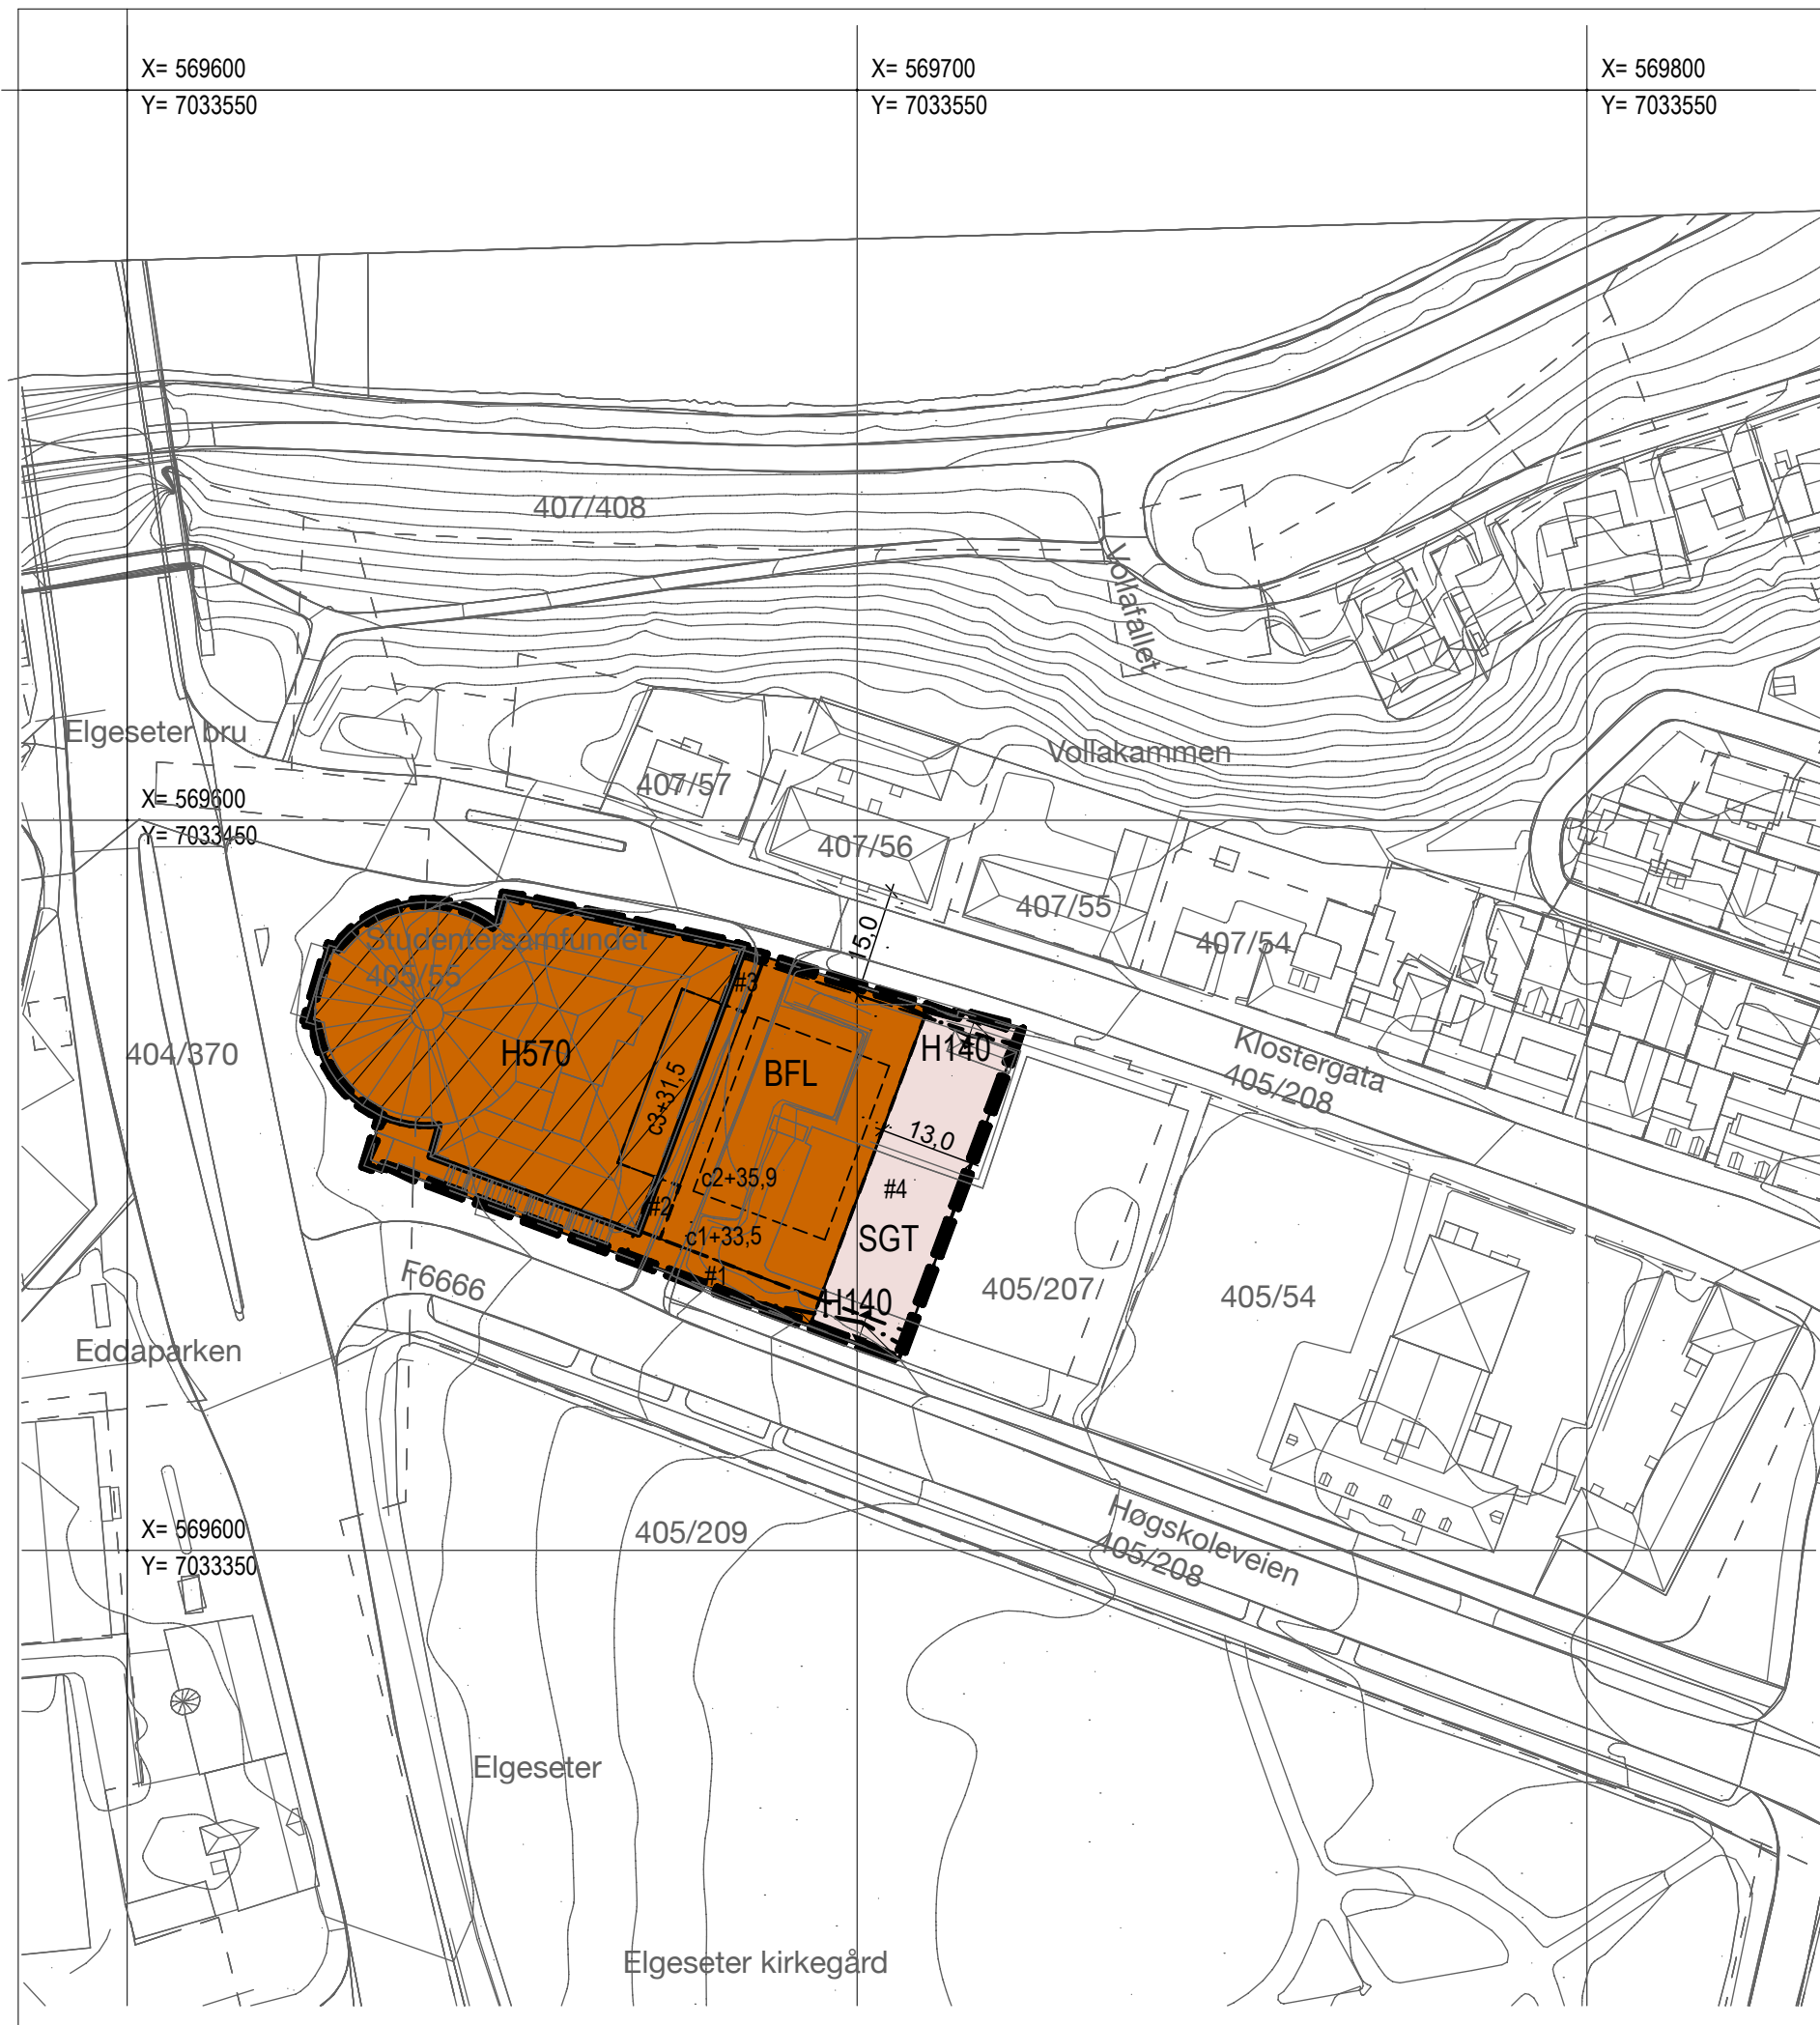 X= 569600
Y= 7033550
X= 569700
Y= 7033550
X= 569800
Y= 7033550
407/408
Vollafallet
Elgeseter bru
Vollakammen
407/57
X= 569600
Y= 7033450
407/56
407/55
407/54
15,0
Studentersamfundet
405/55
#3
404/370
H570
BFL
H140
Klostergata
405/208
c3+31,5
13,0
c2+35,9
#4
#2
c1+33,5
SGT
#1
H140
F6666
405/207/
405/54
Eddaparken
X= 569600
Y= 7033350
405/209
Høgskoleveien
405/208
Elgeseter
Elgeseter kirkegård